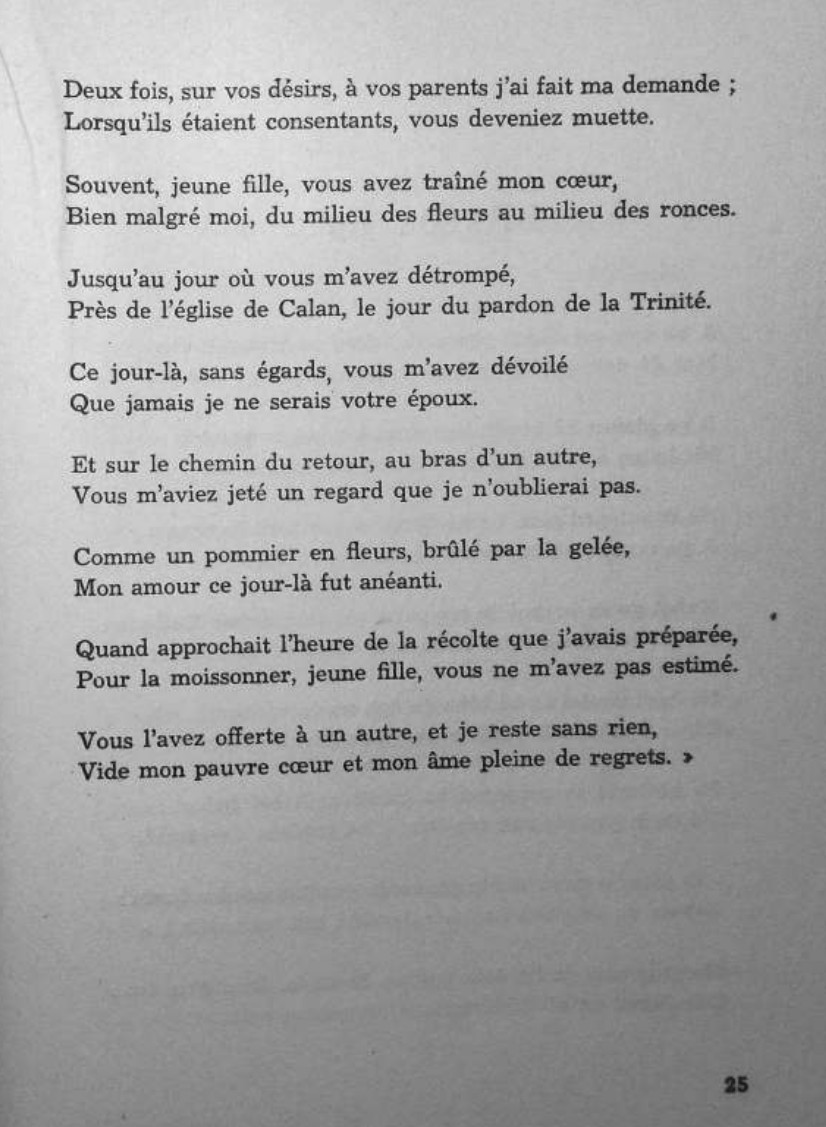 Deux fois, sur vos désirs, à vos parents j'ai fait ma demande ;
Lorsqu'ils étaient consentants, vous deveniez muette.
Souvent, jeune fille, vous avez traîné mon cœur,
Bien malgré moi, du milieu des fleurs au milieu des ronces.
Jusqu'au jour où vous m'avez détrompé,
Près de l'église de Calan, le jour du pardon de la Trinité.
Ce jour-là, sans égards, vous m'avez dévoilé
Que jamais je ne serais votre époux.
Et sur le chemin du retour, au bras d'un autre,
Vous m'aviez jeté un regard que je n'oublierai pas.
Comme un pommier en fleurs, brûlé par la gelée,
Mon amour ce jour-là fut anéanti.
Quand approchait l'heure de la récolte que j'avais préparée,
Pour la moissonner, jeune fille, vous ne m'avez pas estimé.
Vous l'avez offerte à un autre, et je reste sans rien,
Vide mon pauvre cœur et mon âme pleine de regrets. »
25